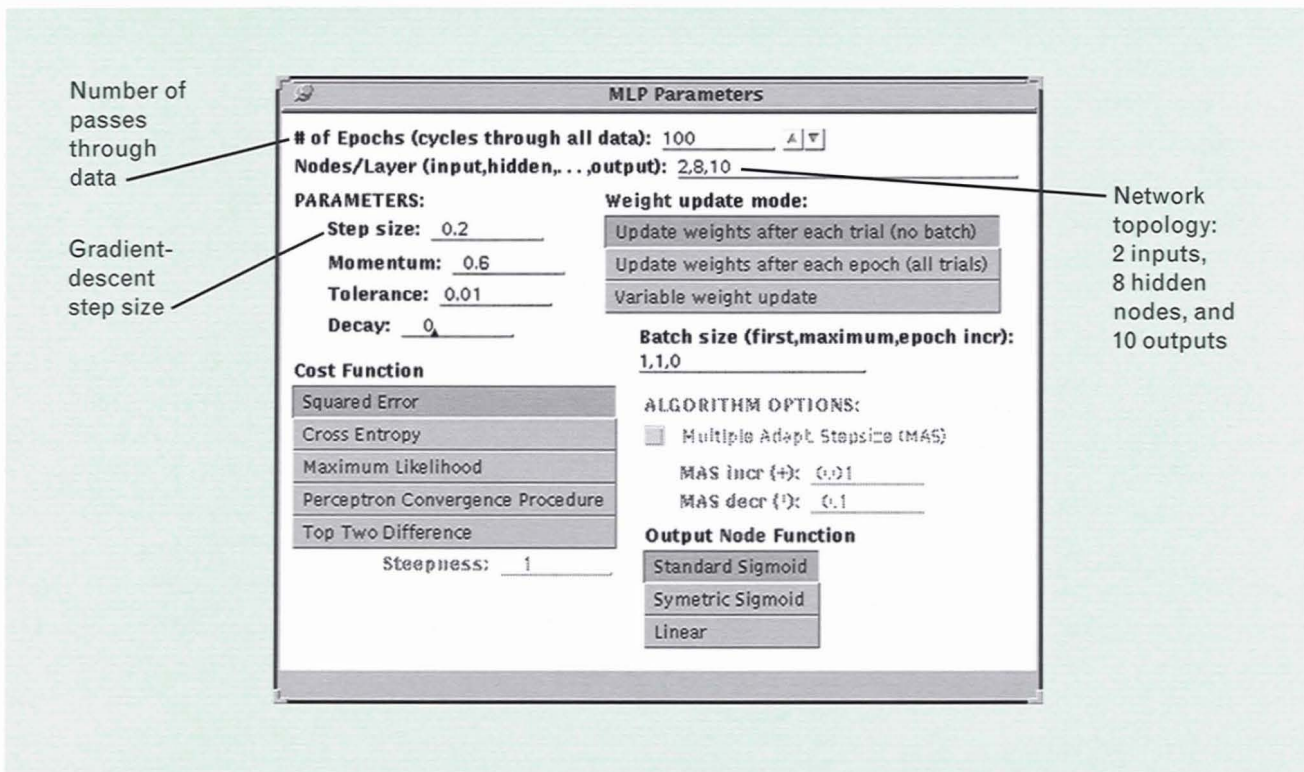 Number of
passes
through
data
Gradient-
descent
step size
MLP Parameters
# of Epochs (cycles through all data): 100
Nodes/Layer (input,hidden,...,output): 2,8,10
PARAMETERS:
Step size: 0.2
Momentum: 0.6
Tolerance: 0.01
Decay: 0
Cost Function
Squared Error
Cross Entropy
Maximum Likelihood
Perceptron Convergence Procedure
Top Two Difference
Steepness: 1
Weight update mode:
Update weights after each trial (no batch)
Update weights after each epoch (all trials)
Variable weight update
Batch size (first,maximum,epoch incr):
1,1,0
ALGORITHM OPTIONS:
Multiple Adapt. Stepsize (MAS)
MAS incr (+): 0.01
MAS decr (*): 0.1
Output Node Function
Standard Sigmoid
Symetric Sigmoid
Linear
Network
topology:
2 inputs,
8 hidden
nodes, and
10 outputs